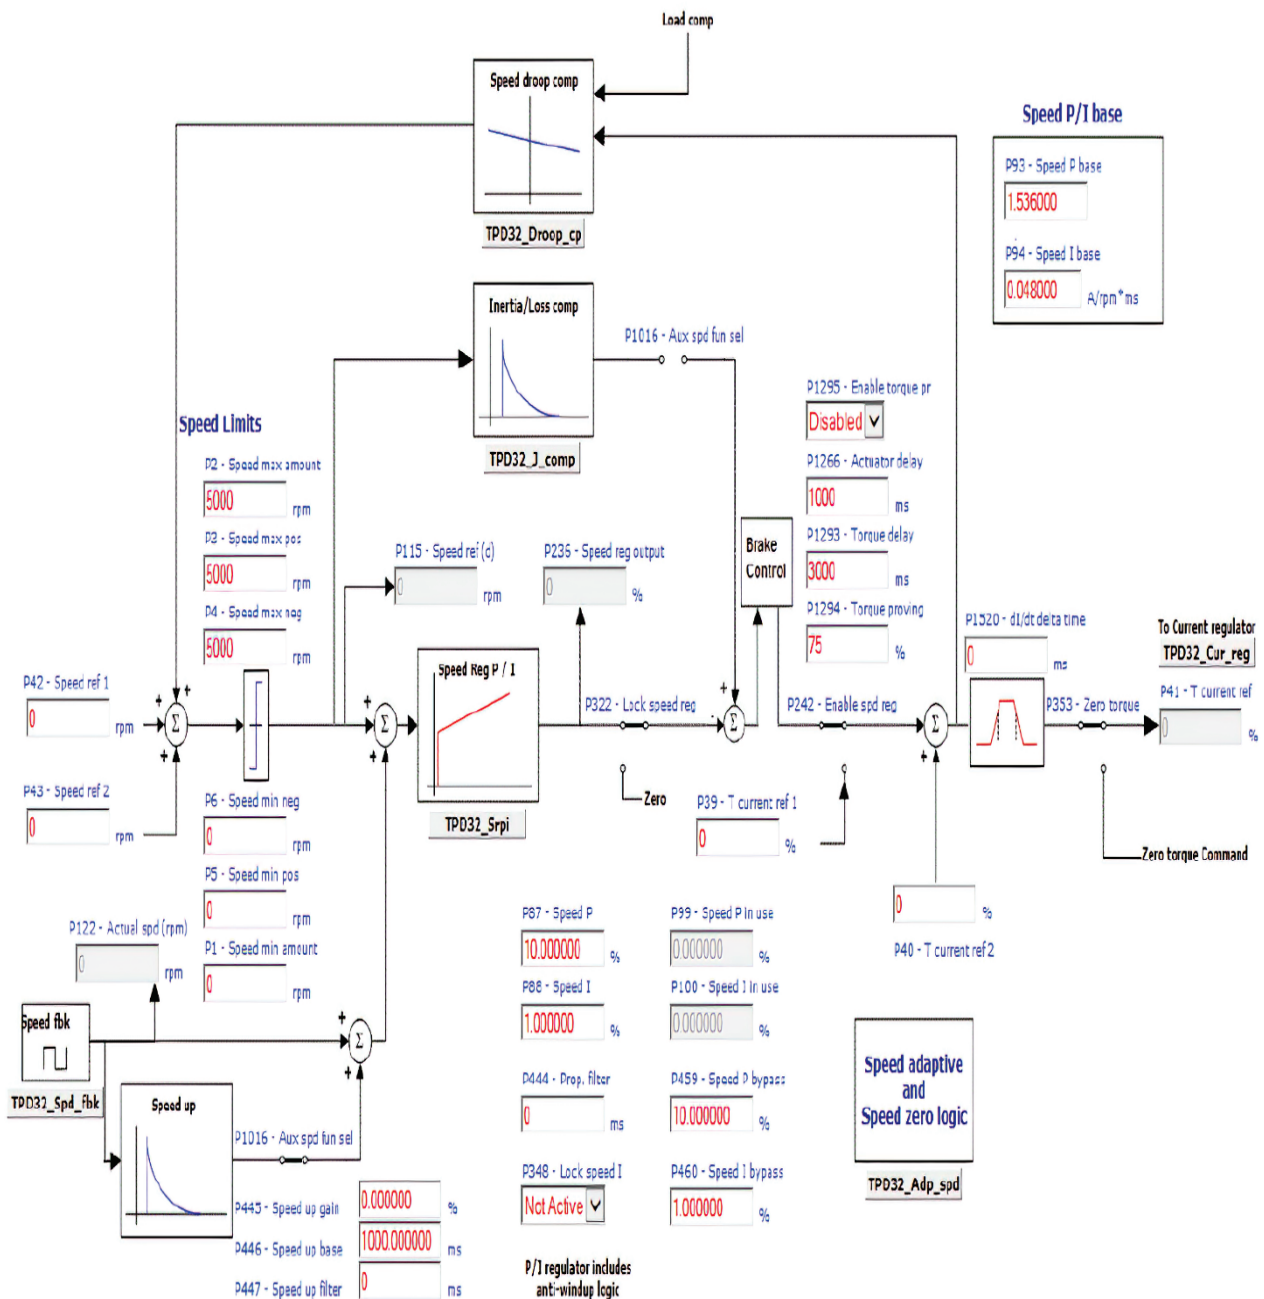 Load comp
Speed droop comp
TPD32_Droop_cp
Speed P/I base
P93 - Speed P base
1.536000
P94 - Speed I base
0.048000
A/rpm*ms
Inertia/Loss comp
TPD32_J_comp
P1016 - Aux spd fun sel
P1295 - Enable torque pr
Disabled
P1266 - Actuator delay
1000
ms
P1293 - Torque delay
3000
ms
P1294 - Torque proving
75
%
Speed Limits
P2 - Speed max amount
5000
rpm
P3 - Speed max pos
5000
rpm
P4 - Speed max neg
5000
rpm
P115 - Speed ref (d)
0
rpm
P236 - Speed reg output
0
%
Brake
Control
P1520 - dI/dt delta time
0
ms
To Current regulator
TPD32_Cur_reg
P41 - T current ref
0
%
P42 - Speed ref 1
0
rpm
P43 - Speed ref 2
0
rpm
+
+
+
Σ
+
+
Σ
Speed Reg P / I
TPD32_Srpi
P322 - Lock speed reg
Zero
+
+
Σ
P242 - Enable spd reg
P39 - T current ref 1
0
%
+
+
Σ
P353 - Zero torque
Zero torque Command
0
%
P40 - T current ref 2
P6 - Speed min neg
0
rpm
P5 - Speed min pos
0
rpm
P1 - Speed min amount
0
rpm
P122 - Actual spd (rpm)
0
rpm
Speed fbk
TPD32_Spd_fbk
+
+
Σ
Speed up
P1016 - Aux spd fun sel
P445 - Speed up gain
0.000000
%
P446 - Speed up base
1000.000000
ms
P447 - Speed up filter
0
ms
P87 - Speed P
10.000000
%
P88 - Speed I
1.000000
%
P444 - Prop. filter
0
ms
P348 - Lock speed I
Not Active
P99 - Speed P in use
0.000000
%
P100 - Speed I in use
0.000000
%
P459 - Speed P bypass
10.000000
%
P460 - Speed I bypass
1.000000
%
P/I regulator includes
anti-windup logic
Speed adaptive
and
Speed zero logic
TPD32_Adp_spd